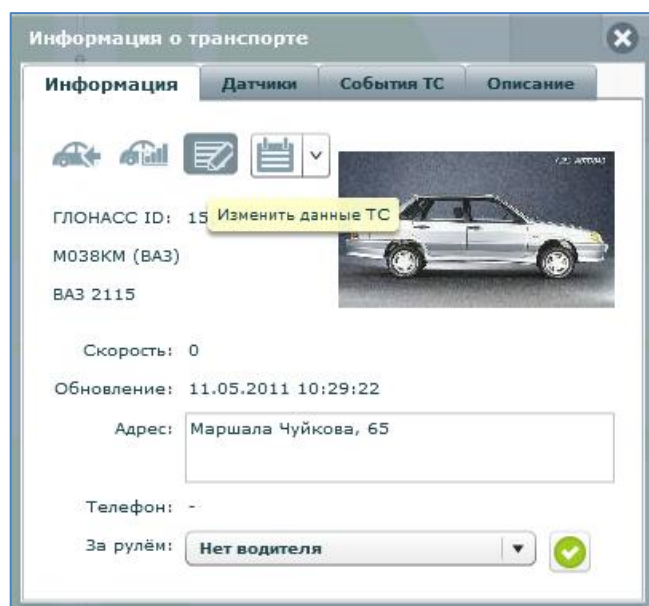 Информация о транспорте
Информация Датчики События ТС Описание
ГЛОНАСС ID: 15
Изменить данные ТС
М038КМ (ВАЗ)
ВАЗ 2115
Скорость: 0
Обновление: 11.05.2011 10:29:22
Адрес: Маршала Чуйкова, 65
Телефон: -
За рулём: Нет водителя